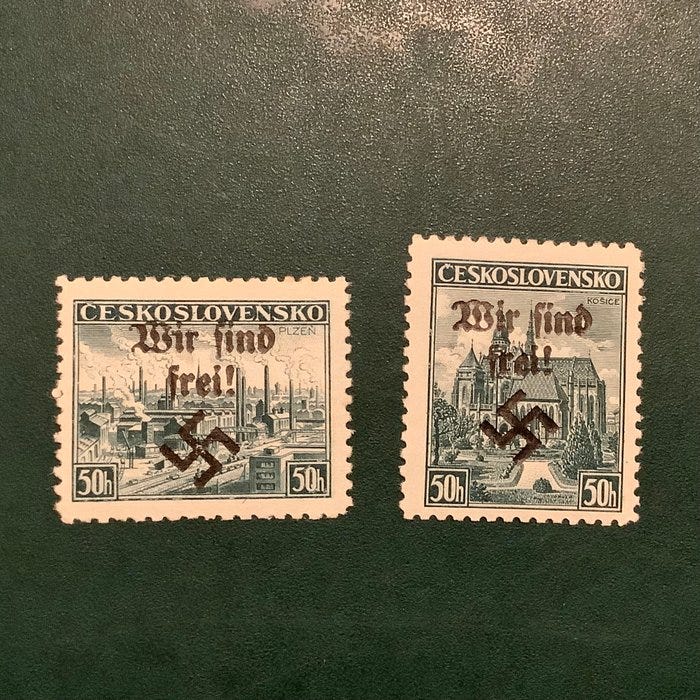 ČESKOSLOVENSKO
PLZEŇ
Wir sind
frei!
50h 50h
ČESKOSLOVENSKO
KOŠICE
Wir sind
frei!
50h 50h